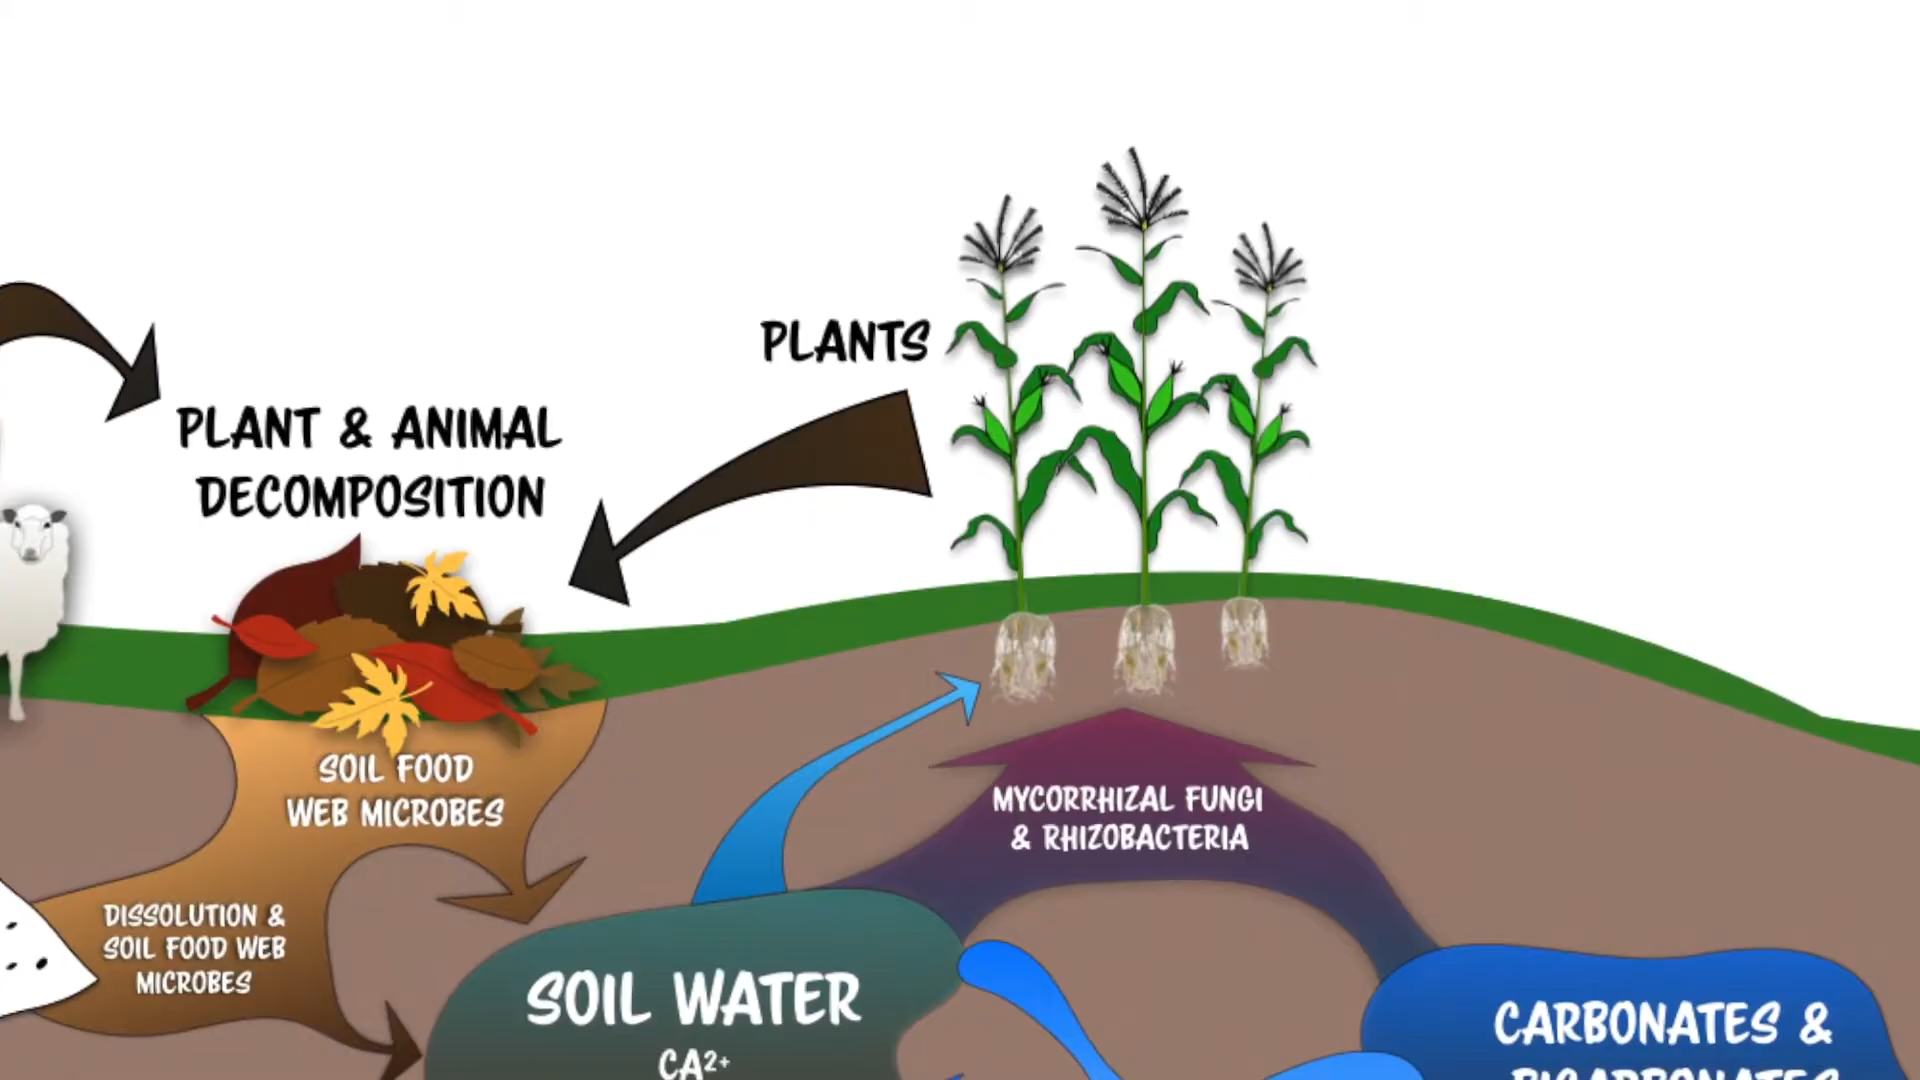 PLANTS
PLANT & ANIMAL
DECOMPOSITION
SOIL FOOD
WEB MICROBES
MYCORRHIZAL FUNGI
& RHIZOBACTERIA
DISSOLUTION &
SOIL FOOD WEB
MICROBES
SOIL WATER
CA2+
CARBONATES &
BICARBONATES